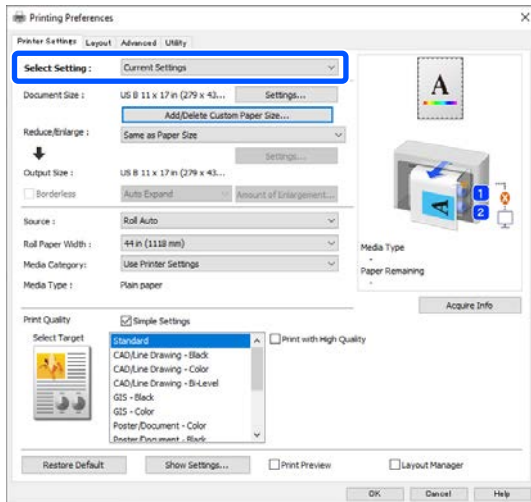 Printing Preferences
Printer Settings Layout Advanced Utility
Select Setting : Current Settings
Document Size : US B 11 x 17 in (279 x 43... Settings...
Add/Delete Custom Paper Size...
Reduce/Enlarge : Same as Paper Size
Settings...
Output Size : US B 11 x 17 in (279 x 43...
Borderless Auto Expand Amount of Enlargement...
Source : Roll Auto
Roll Paper Width : 44 in (1118 mm)
Media Category: Use Printer Settings
Media Type : Plain paper
A
1
2
A
Media Type
-
Paper Remaining
-
Acquire Info
Print Quality Simple Settings
Select Target
Standard
CAD/Line Drawing - Black
CAD/Line Drawing - Color
CAD/Line Drawing - Bi-Level
GIS - Black
GIS - Color
Poster/Document - Color
Poster/Document - Black
Print with High Quality
Restore Default Show Settings... Print Preview Layout Manager
OK Cancel Help